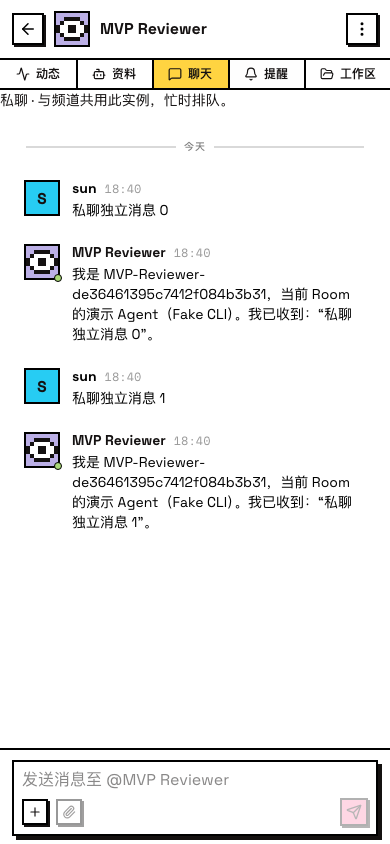 MVP Reviewer
动态 资料 聊天 提醒 工作区
私聊 · 与频道共用此实例，忙时排队。
今天
S
sun 18:40
私聊独立消息 0
MVP Reviewer 18:40
我是 MVP-Reviewer-
de36461395c7412f084b3b31，当前 Room
的演示 Agent（Fake CLI）。我已收到：“私聊
独立消息 0”。
S
sun 18:40
私聊独立消息 1
MVP Reviewer 18:40
我是 MVP-Reviewer-
de36461395c7412f084b3b31，当前 Room
的演示 Agent（Fake CLI）。我已收到：“私聊
独立消息 1”。
发送消息至 @MVP Reviewer